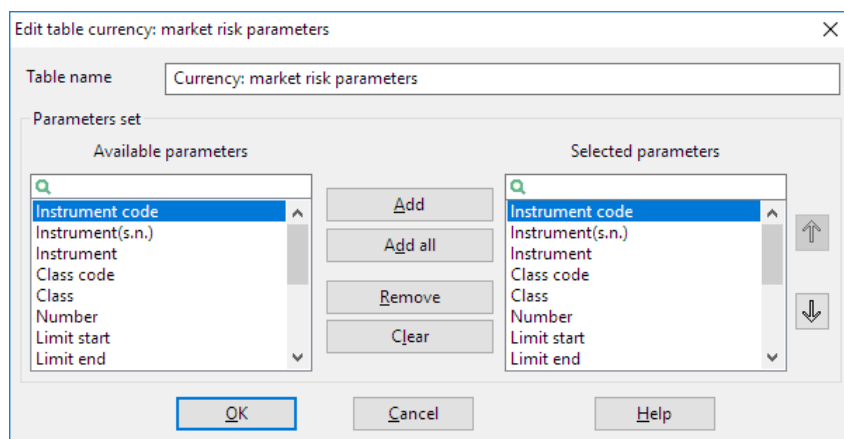 Edit table currency: market risk parameters
Table name
Currency: market risk parameters
Parameters set
Available parameters
Instrument code
Instrument(s.n.)
Instrument
Class code
Class
Number
Limit start
Limit end
Add
Add all
Remove
Clear
Selected parameters
Instrument code
Instrument(s.n.)
Instrument
Class code
Class
Number
Limit start
Limit end
OK
Cancel
Help